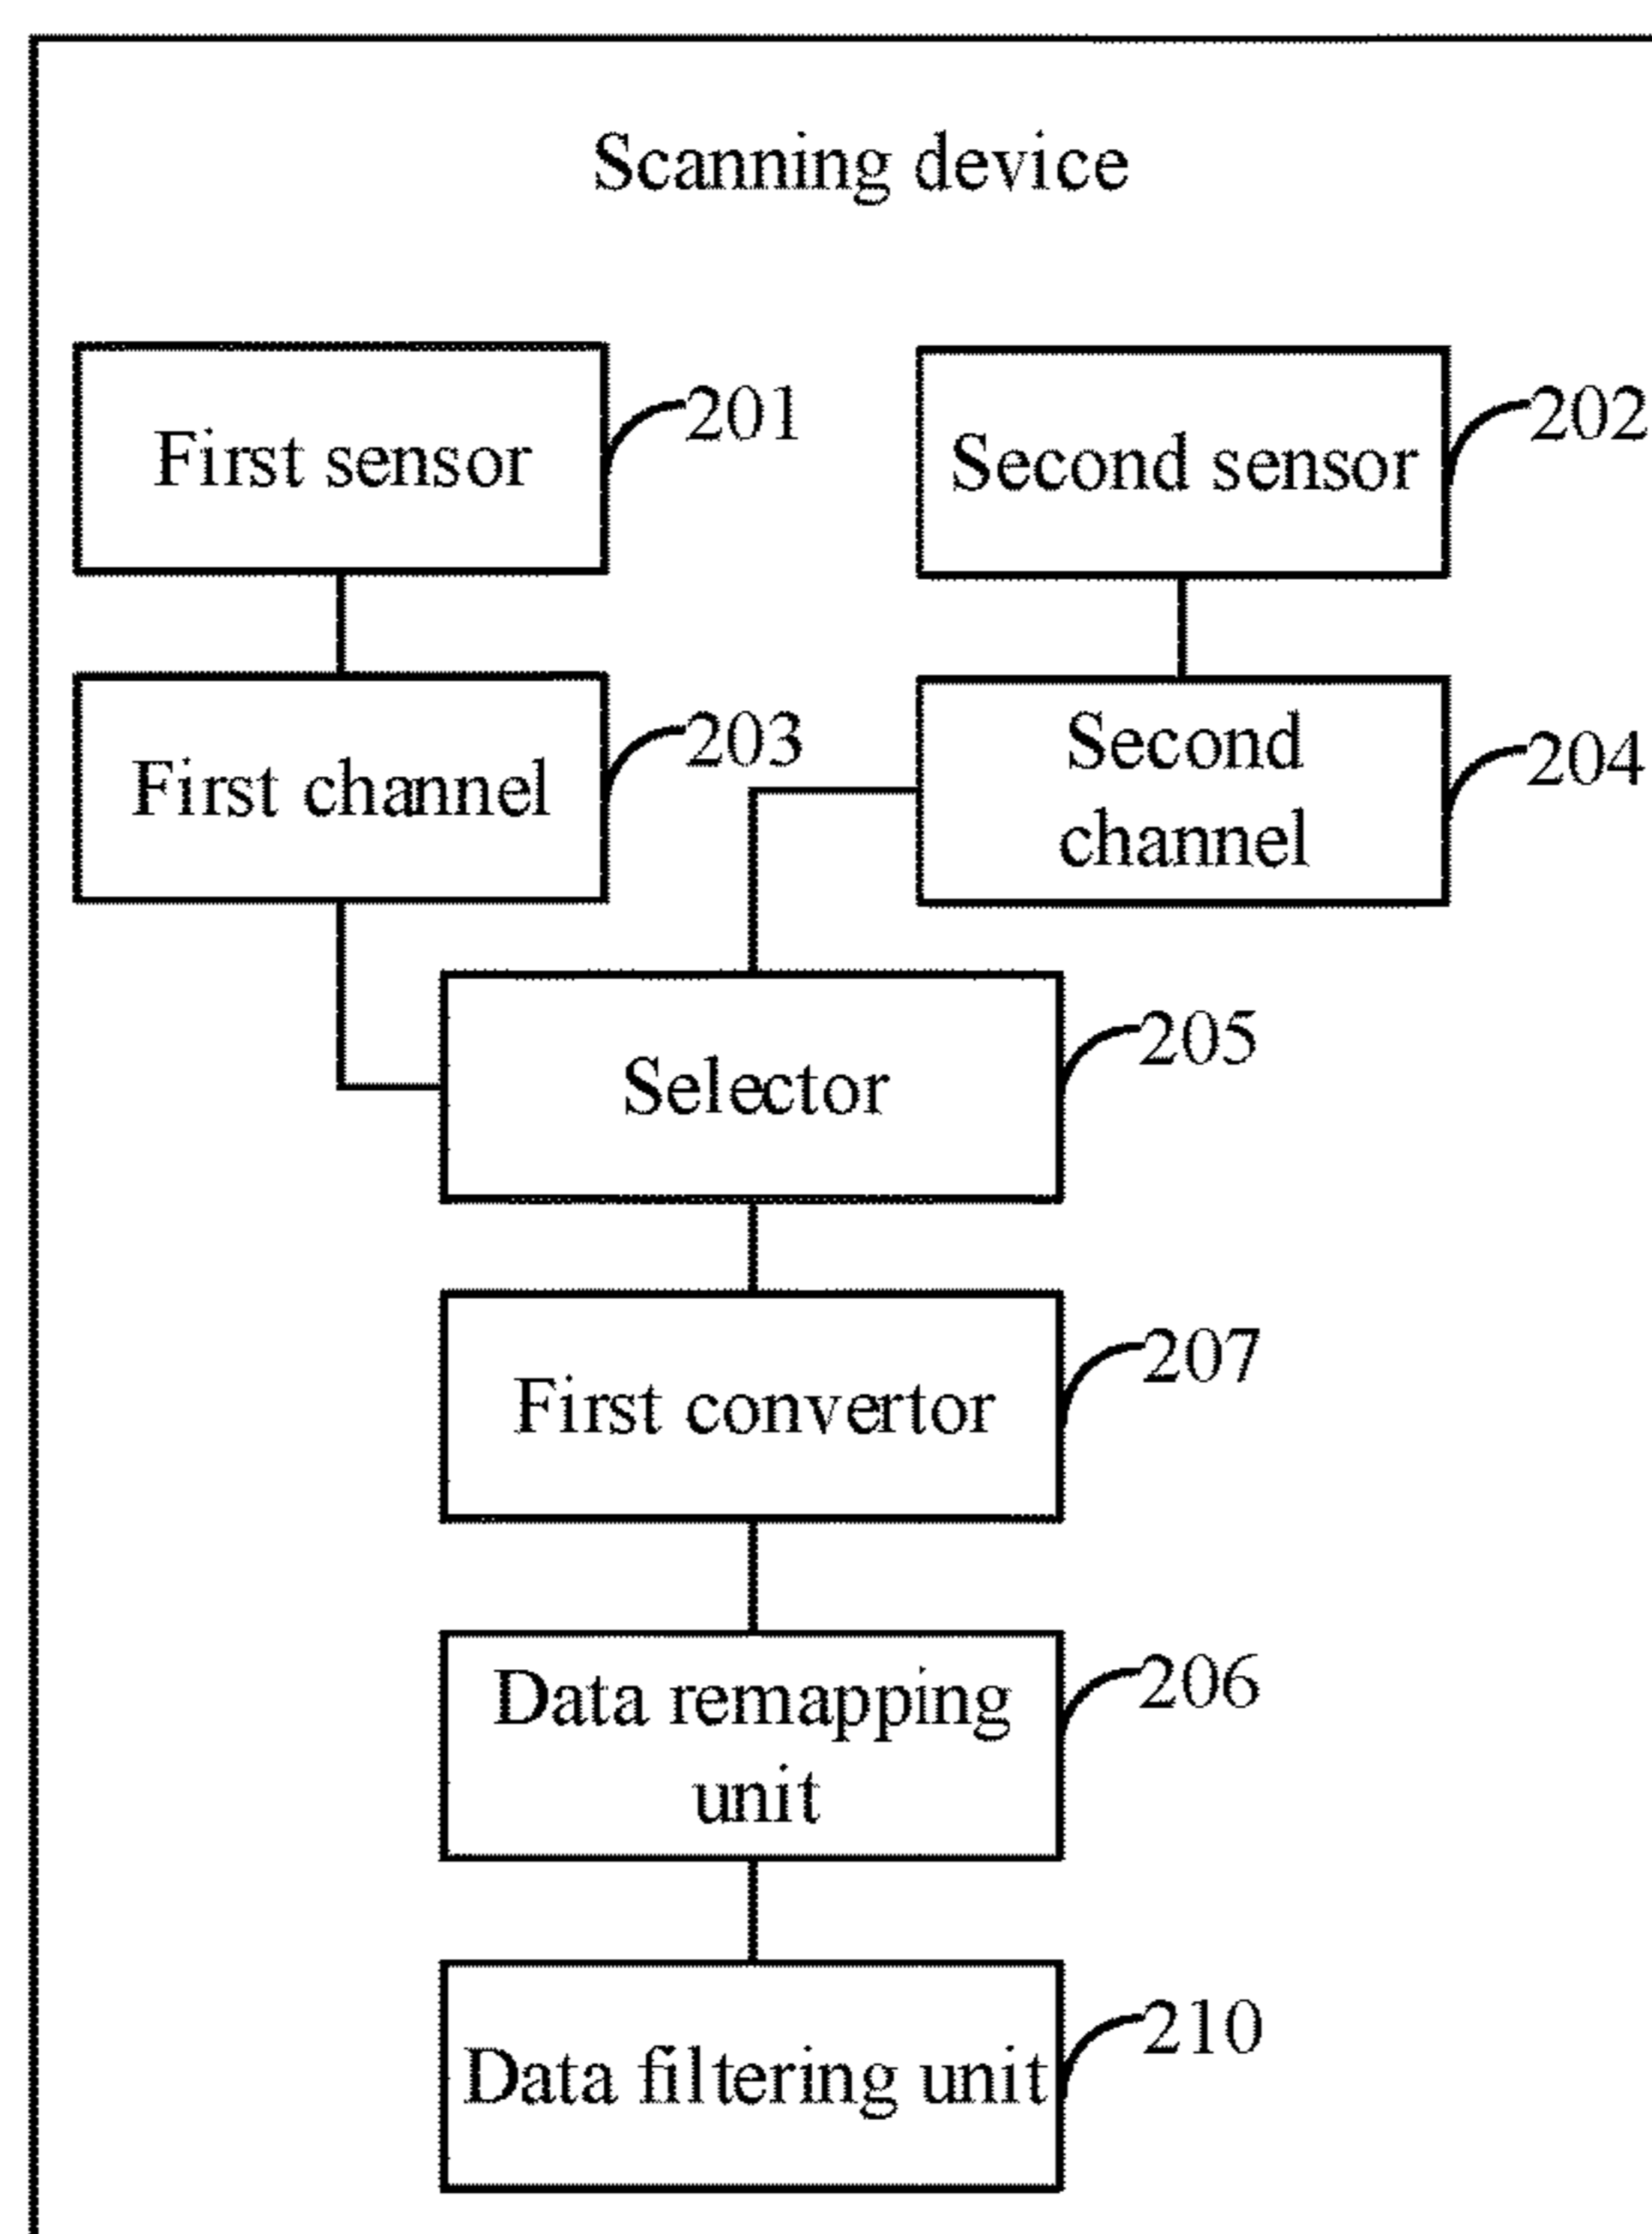 Scanning device
First sensor
201
Second sensor
202
First channel
203
Second
channel
204
Selector
205
First convertor
207
Data remapping
unit
206
Data filtering unit
210